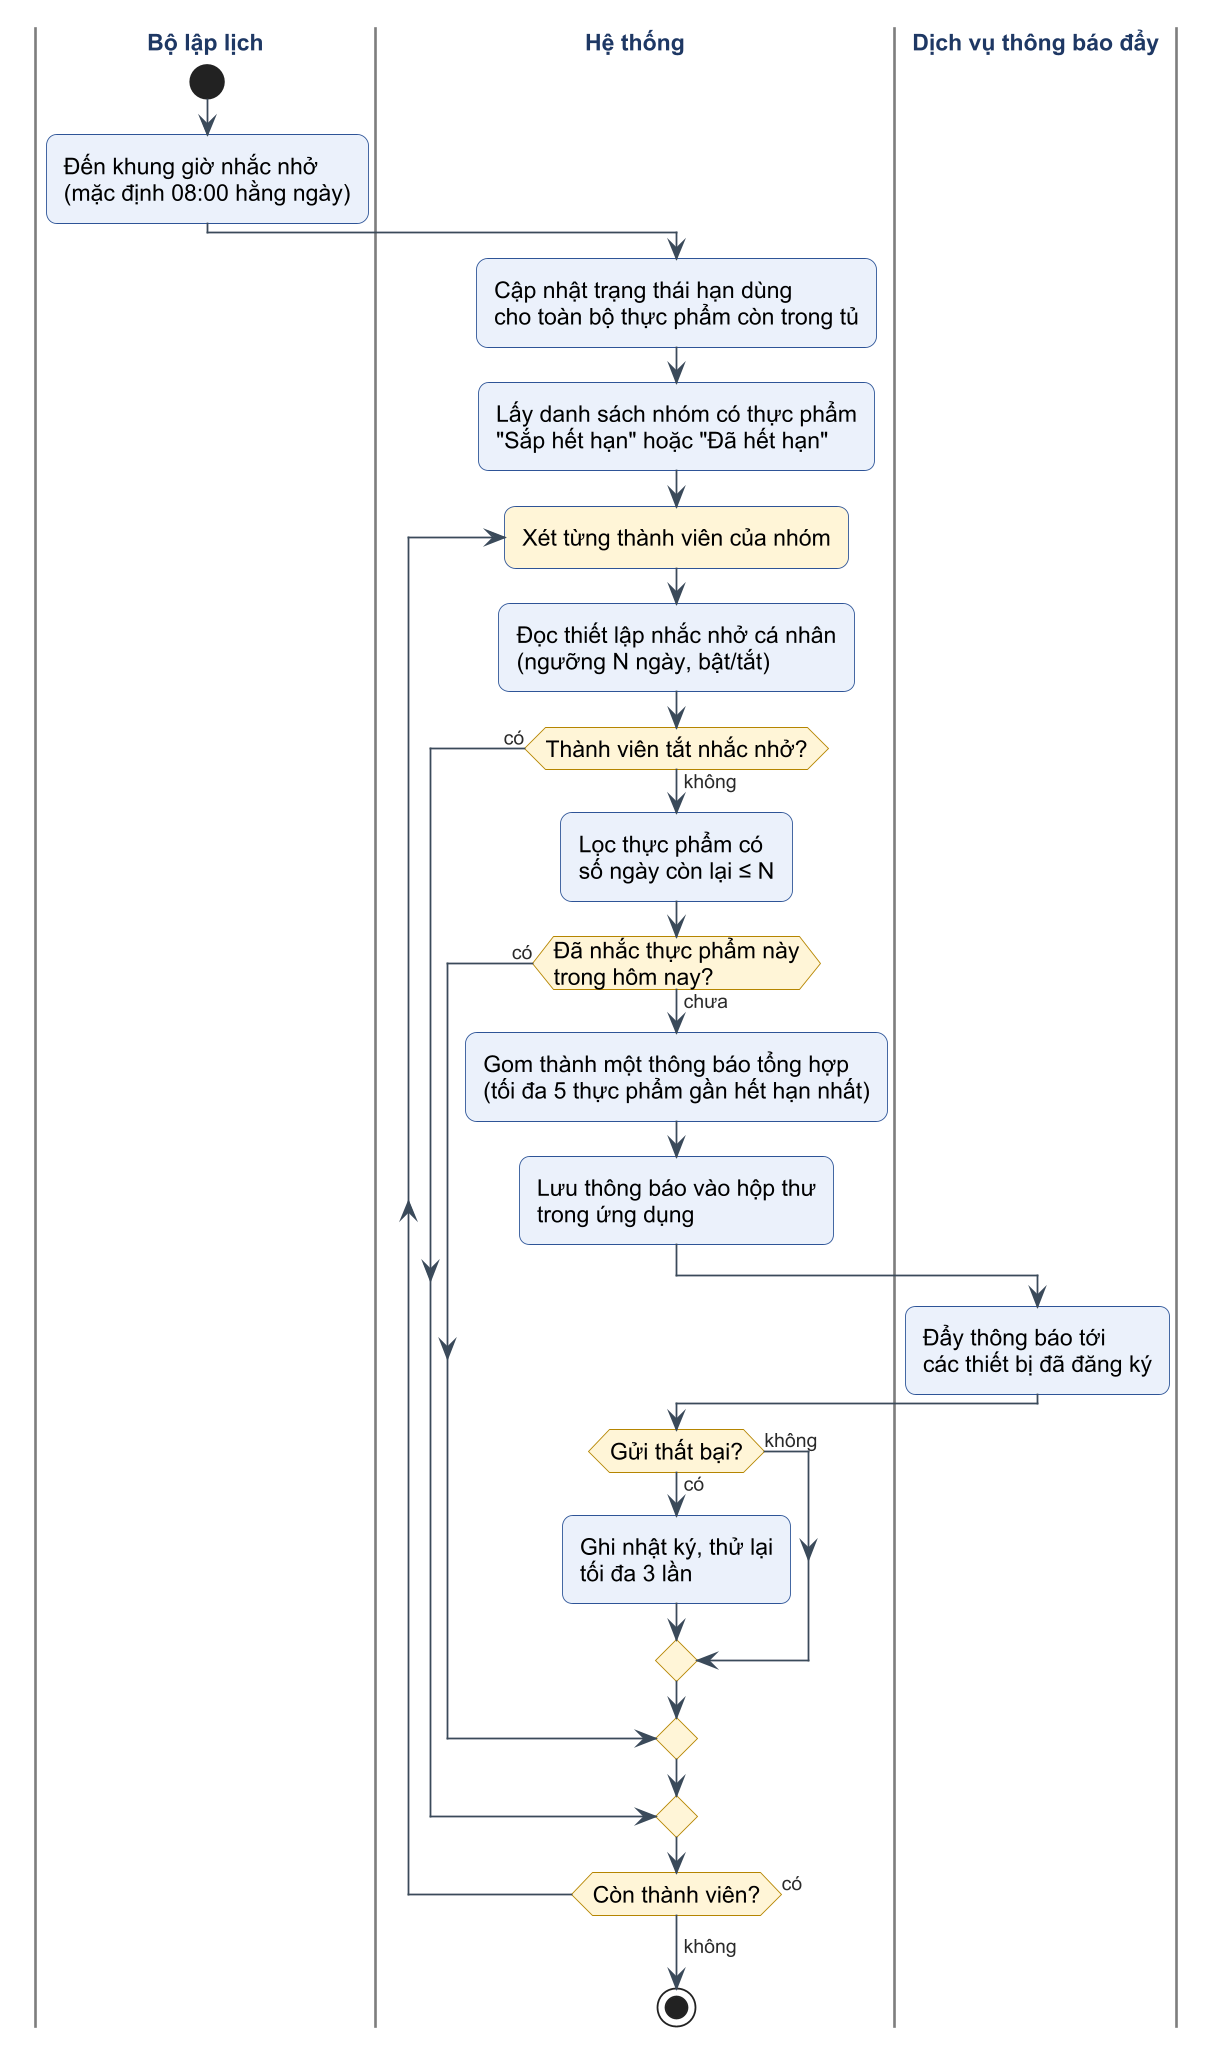 Bộ lập lịch
Hệ thống
Dịch vụ thông báo đẩy
Đến khung giờ nhắc nhở
(mặc định 08:00 hằng ngày)
Cập nhật trạng thái hạn dùng
cho toàn bộ thực phẩm còn trong tủ
Lấy danh sách nhóm có thực phẩm
"Sắp hết hạn" hoặc "Đã hết hạn"
Xét từng thành viên của nhóm
Đọc thiết lập nhắc nhở cá nhân
(ngưỡng N ngày, bật/tắt)
có
Thành viên tắt nhắc nhở?
không
Lọc thực phẩm có
số ngày còn lại ≤ N
có
Đã nhắc thực phẩm này
trong hôm nay?
chưa
Gom thành một thông báo tổng hợp
(tối đa 5 thực phẩm gần hết hạn nhất)
Lưu thông báo vào hộp thư
trong ứng dụng
Đẩy thông báo tới
các thiết bị đã đăng ký
Gửi thất bại?
không
có
Ghi nhật ký, thử lại
tối đa 3 lần
Còn thành viên?
có
không